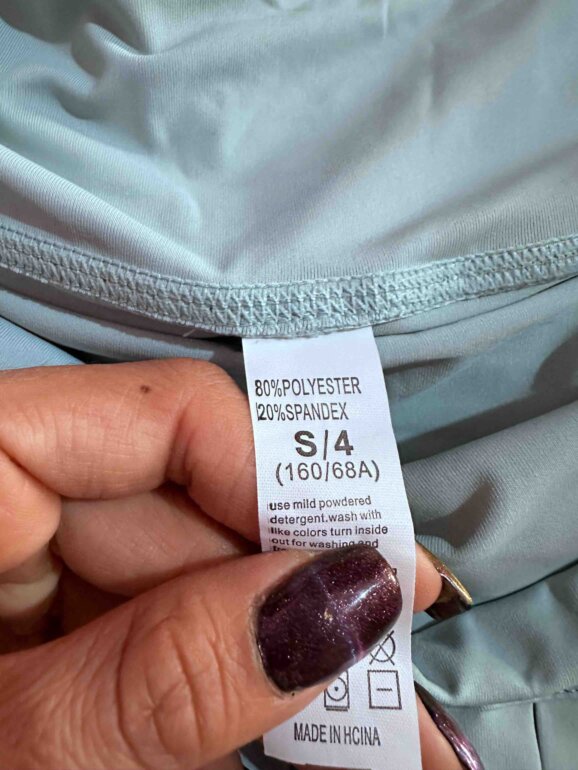 80%POLYESTER
20%SPANDEX
S/4
(160/68A)
use mild powdered
detergent.wash with
like colors turn inside
out for washing and
MADE IN HCINA